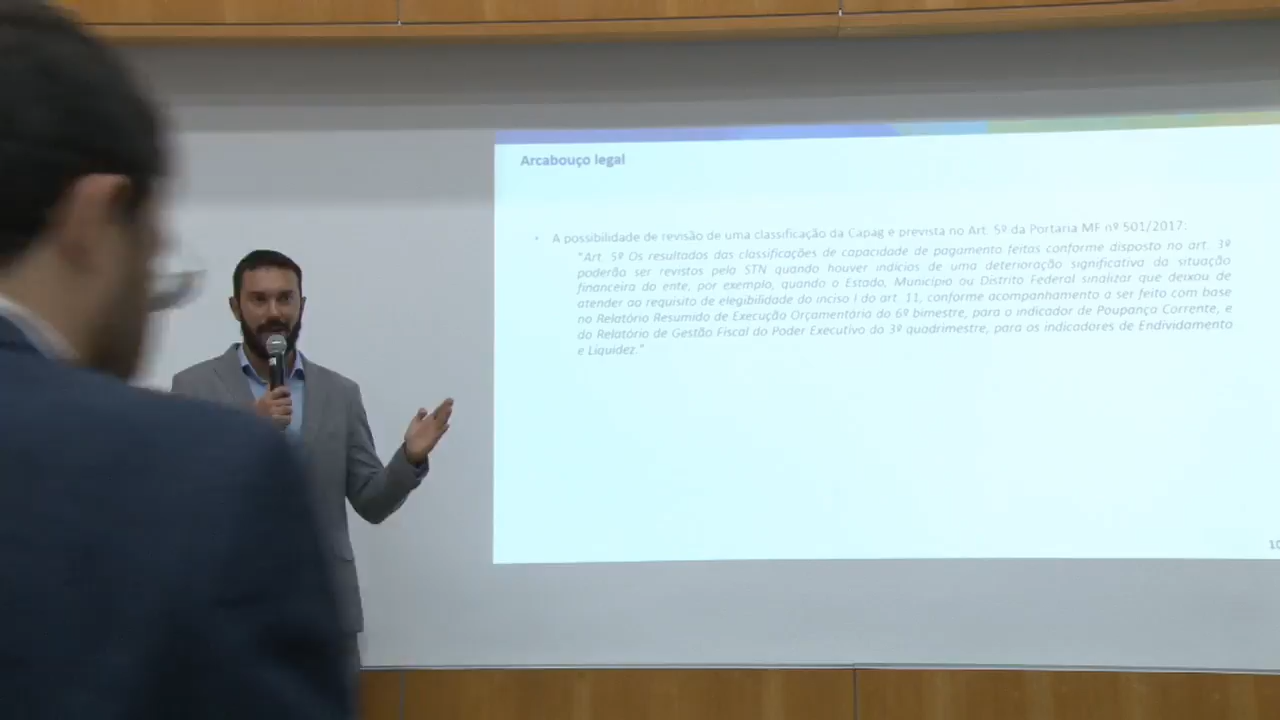 Arcabouço legal
• A possibilidade de revisão de uma classificação da Capag e prevista no Art. 5º da Portaria MF nº 501/2017:
"Art. 5º Os resultados das classificações de capacidade de pagamento feitas conforme disposto no art. 3º
poderão ser revistos pela STN quando houver indícios de uma deterioração significativa da situação
financeira do ente, por exemplo, quando o Estado, Município ou Distrito Federal sinalizar que deixou de
atender ao requisito de elegibilidade do inciso I do art. 11, conforme acompanhamento a ser feito com base
no Relatório Resumido de Execução Orçamentária do 6º bimestre, para o indicador de Poupança Corrente, e
do Relatório de Gestão Fiscal do Poder Executivo do 3º quadrimestre, para os indicadores de Endividamento
e Liquidez."